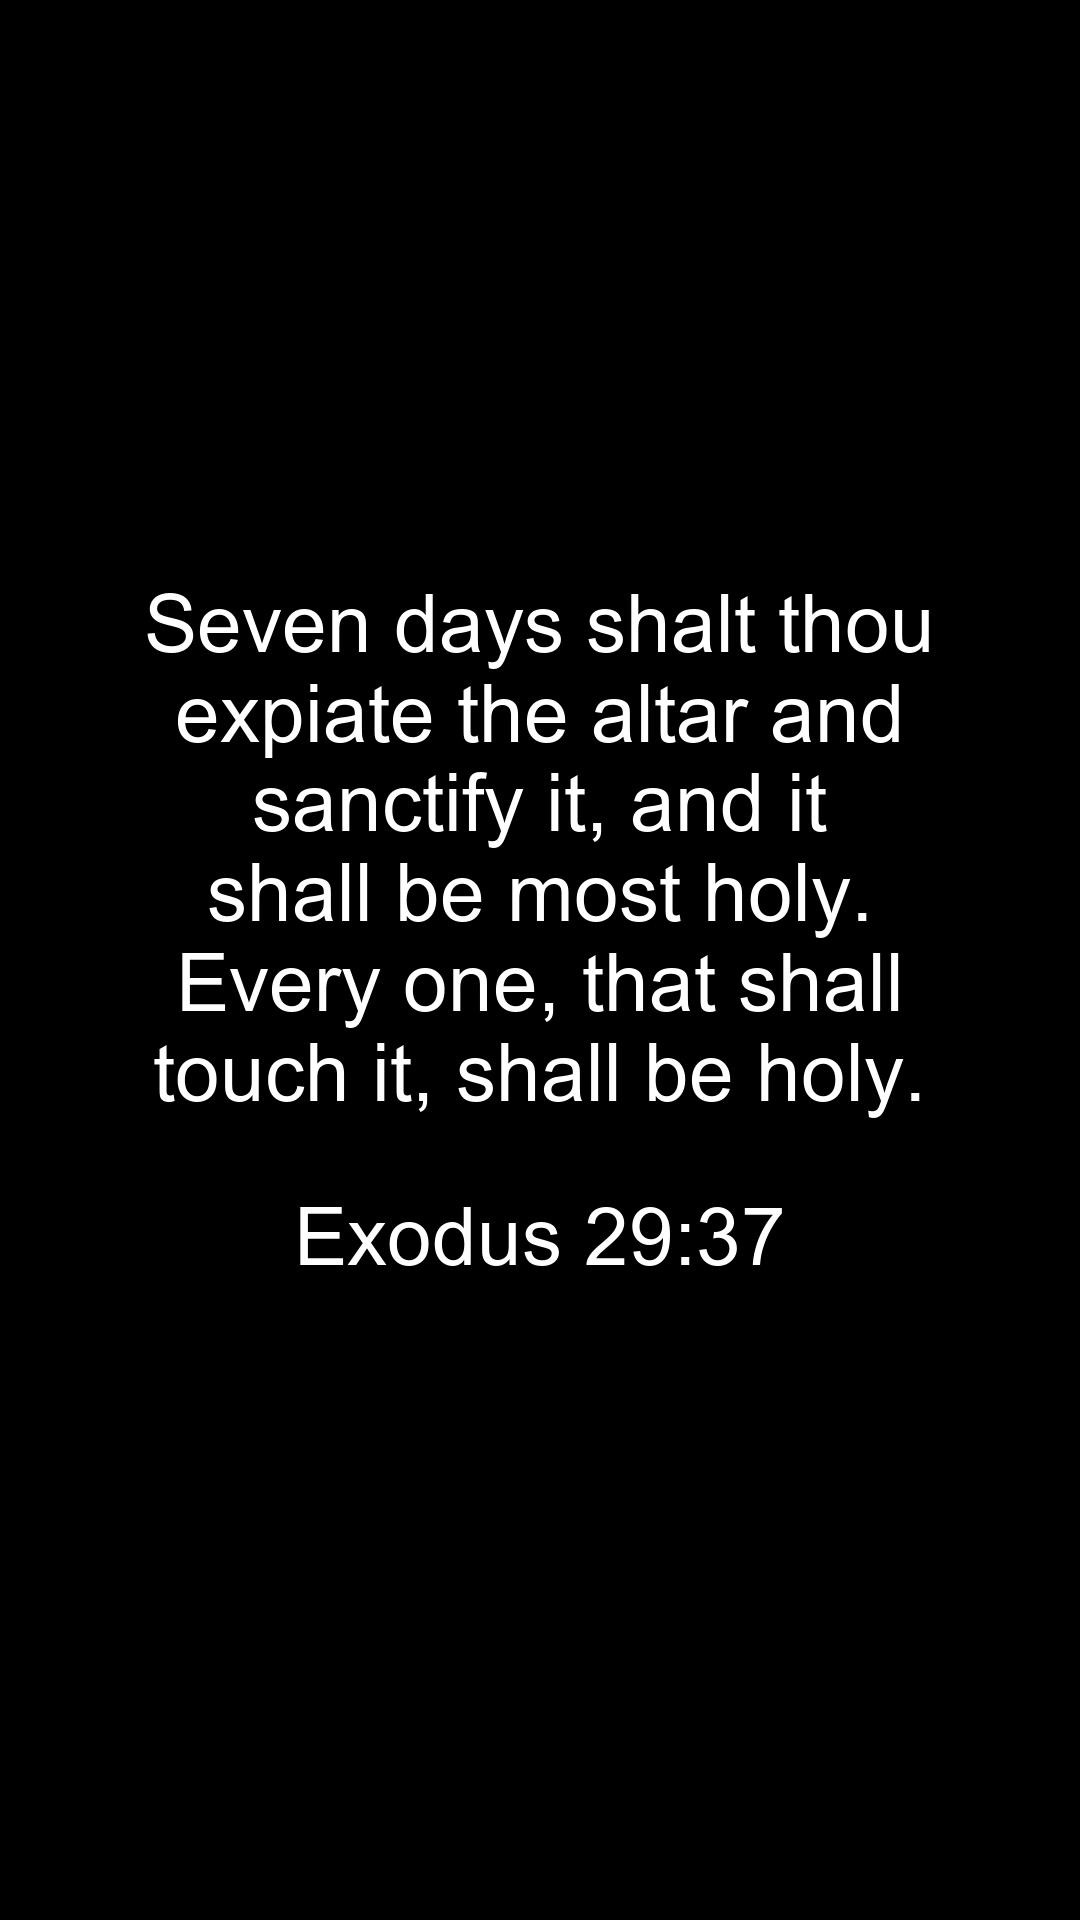 Seven days shalt thou
expiate the altar and
sanctify it, and it
shall be most holy.
Every one, that shall
touch it, shall be holy.
Exodus 29:37